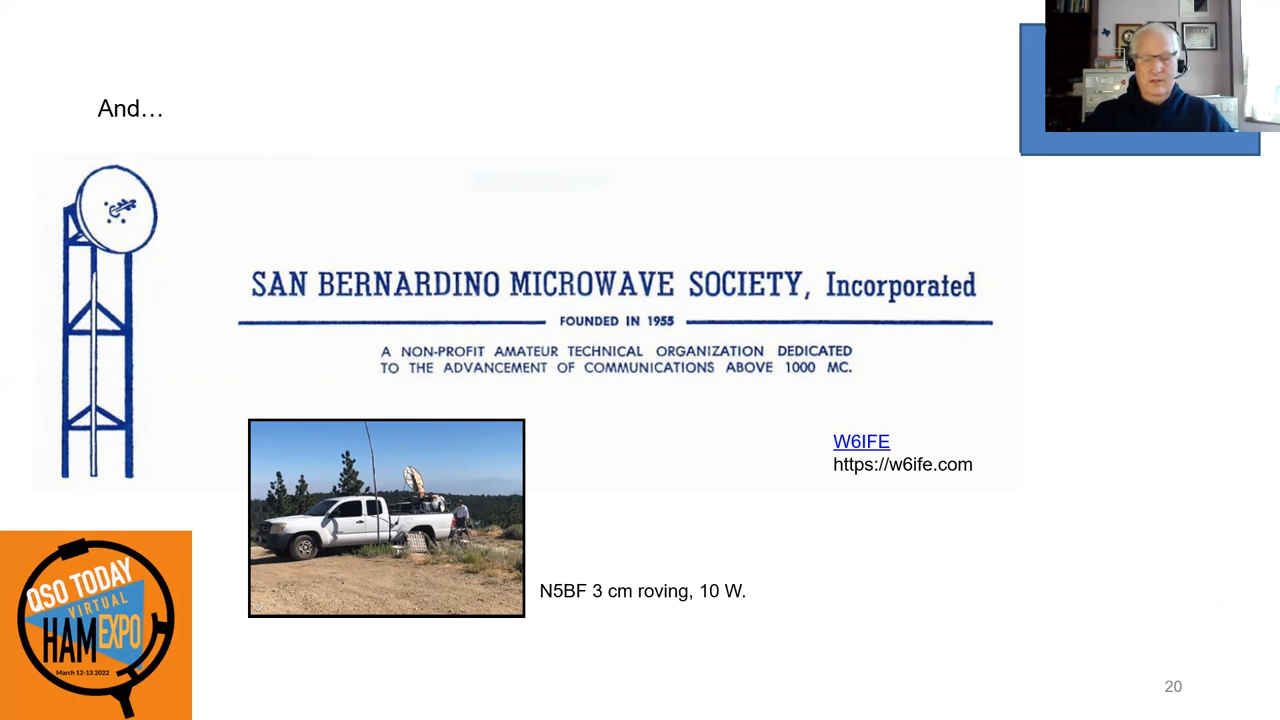 And…
SAN BERNARDINO MICROWAVE SOCIETY, Incorporated
FOUNDED IN 1955
A NON-PROFIT AMATEUR TECHNICAL ORGANIZATION DEDICATED
TO THE ADVANCEMENT OF COMMUNICATIONS ABOVE 1000 MC.
W6IFE
https://w6ife.com
N5BF 3 cm roving, 10 W.
QSO TODAY
VIRTUAL
HAM EXPO
March 12-13 2022
20